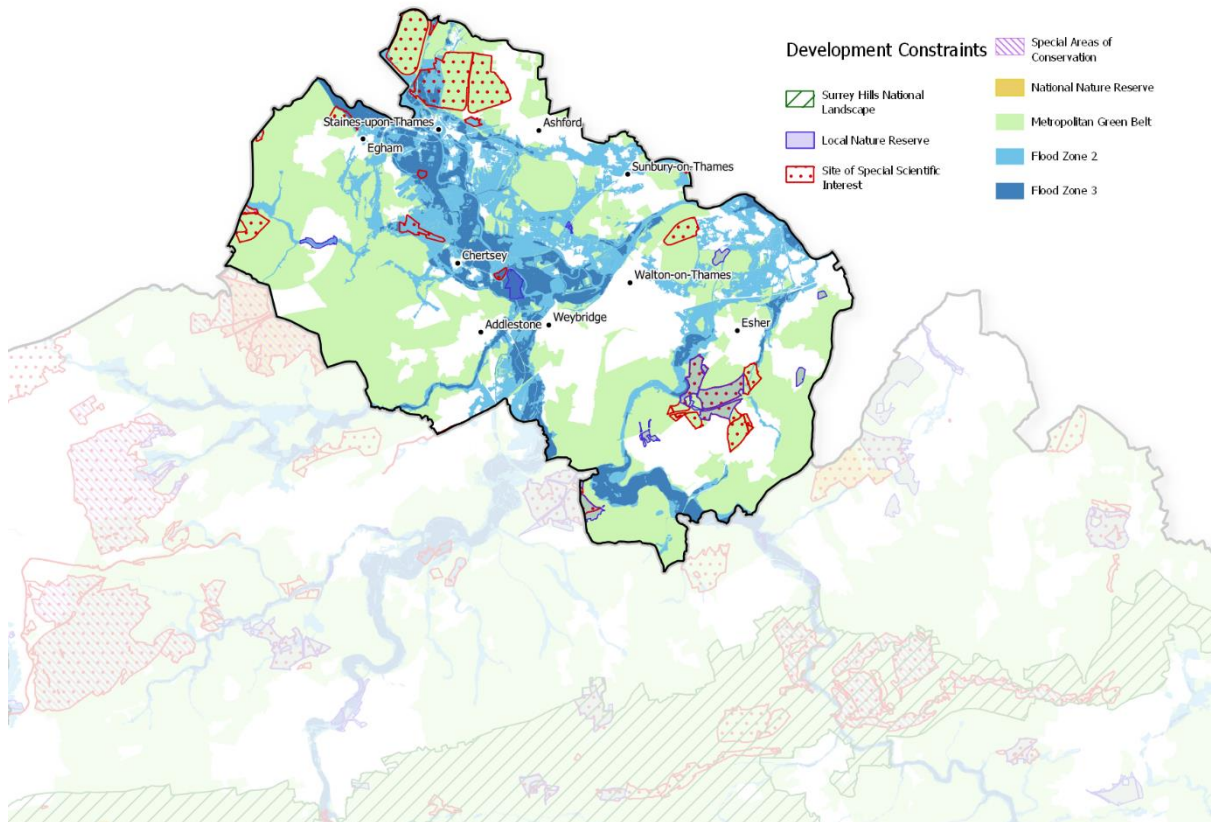 Development Constraints
Surrey Hills National
Landscape
Local Nature Reserve
Site of Special Scientific
Interest
Special Areas of
Conservation
National Nature Reserve
Metropolitan Green Belt
Flood Zone 2
Flood Zone 3
Staines-upon-Thames
Ashford
Egham
Sunbury-on-Thames
Chertsey
Walton-on-Thames
Addlestone
Weybridge
Esher